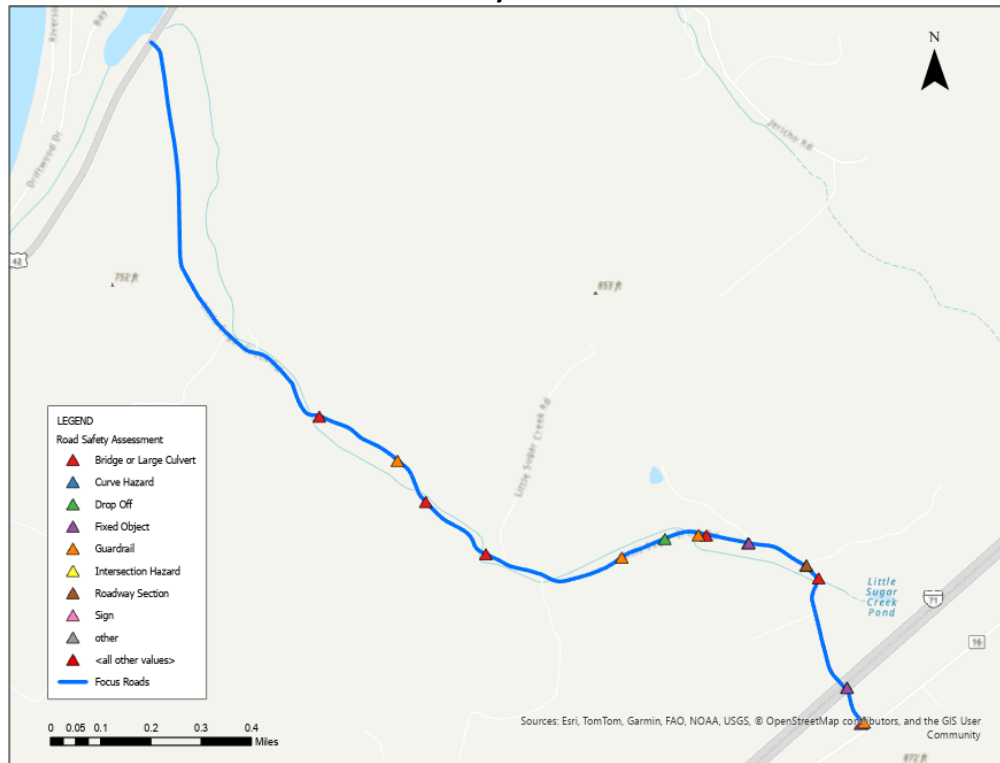 N
Bay
Driftwood Dr
Jericho Rd
42
752 ft
853 ft
Little Sugar Creek Rd
Little
Sugar
Creek
Pond
71
16
LEGEND
Road Safety Assessment
Bridge or Large Culvert
Curve Hazard
Drop Off
Fixed Object
Guardrail
Intersection Hazard
Roadway Section
Sign
other
<all other values>
Focus Roads
0 0.05 0.1 0.2 0.3 0.4
Miles
Sources: Esri, TomTom, Garmin, FAO, NOAA, USGS, © OpenStreetMap contributors, and the GIS User
Community
872 ft